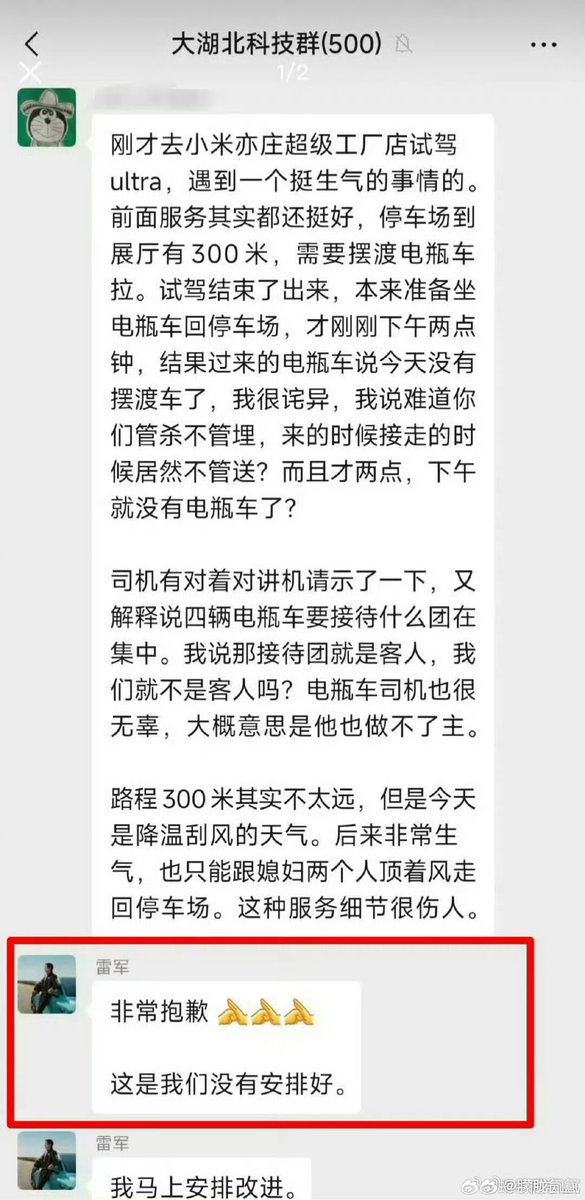 大湖北科技群(500)
1/2
刚才去小米亦庄超级工厂店试驾
ultra，遇到一个挺生气的事情的。
前面服务其实都还挺好，停车场到
展厅有300米，需要摆渡电瓶车
拉。试驾结束了出来，本来准备坐
电瓶车回停车场，才刚刚下午两点
钟，结果过来的电瓶车说今天没有
摆渡车了，我很诧异，我说难道你
们管杀不管埋，来的时候接走的时
候居然不管送？而且才两点，下午
就没有电瓶车了？
司机有对着对讲机请示了一下，又
解释说四辆电瓶车要接待什么团在
集中。我说那接待团就是客人，我
们就不是客人吗？电瓶车司机也很
无辜，大概意思是他也做不了主。
路程300米其实不太远，但是今天
是降温刮风的天气。后来非常生
气，也只能跟媳妇两个人顶着风走
回停车场。这种服务细节很伤人。
雷军
非常抱歉
这是我们没有安排好。
雷军
我马上安排改进。